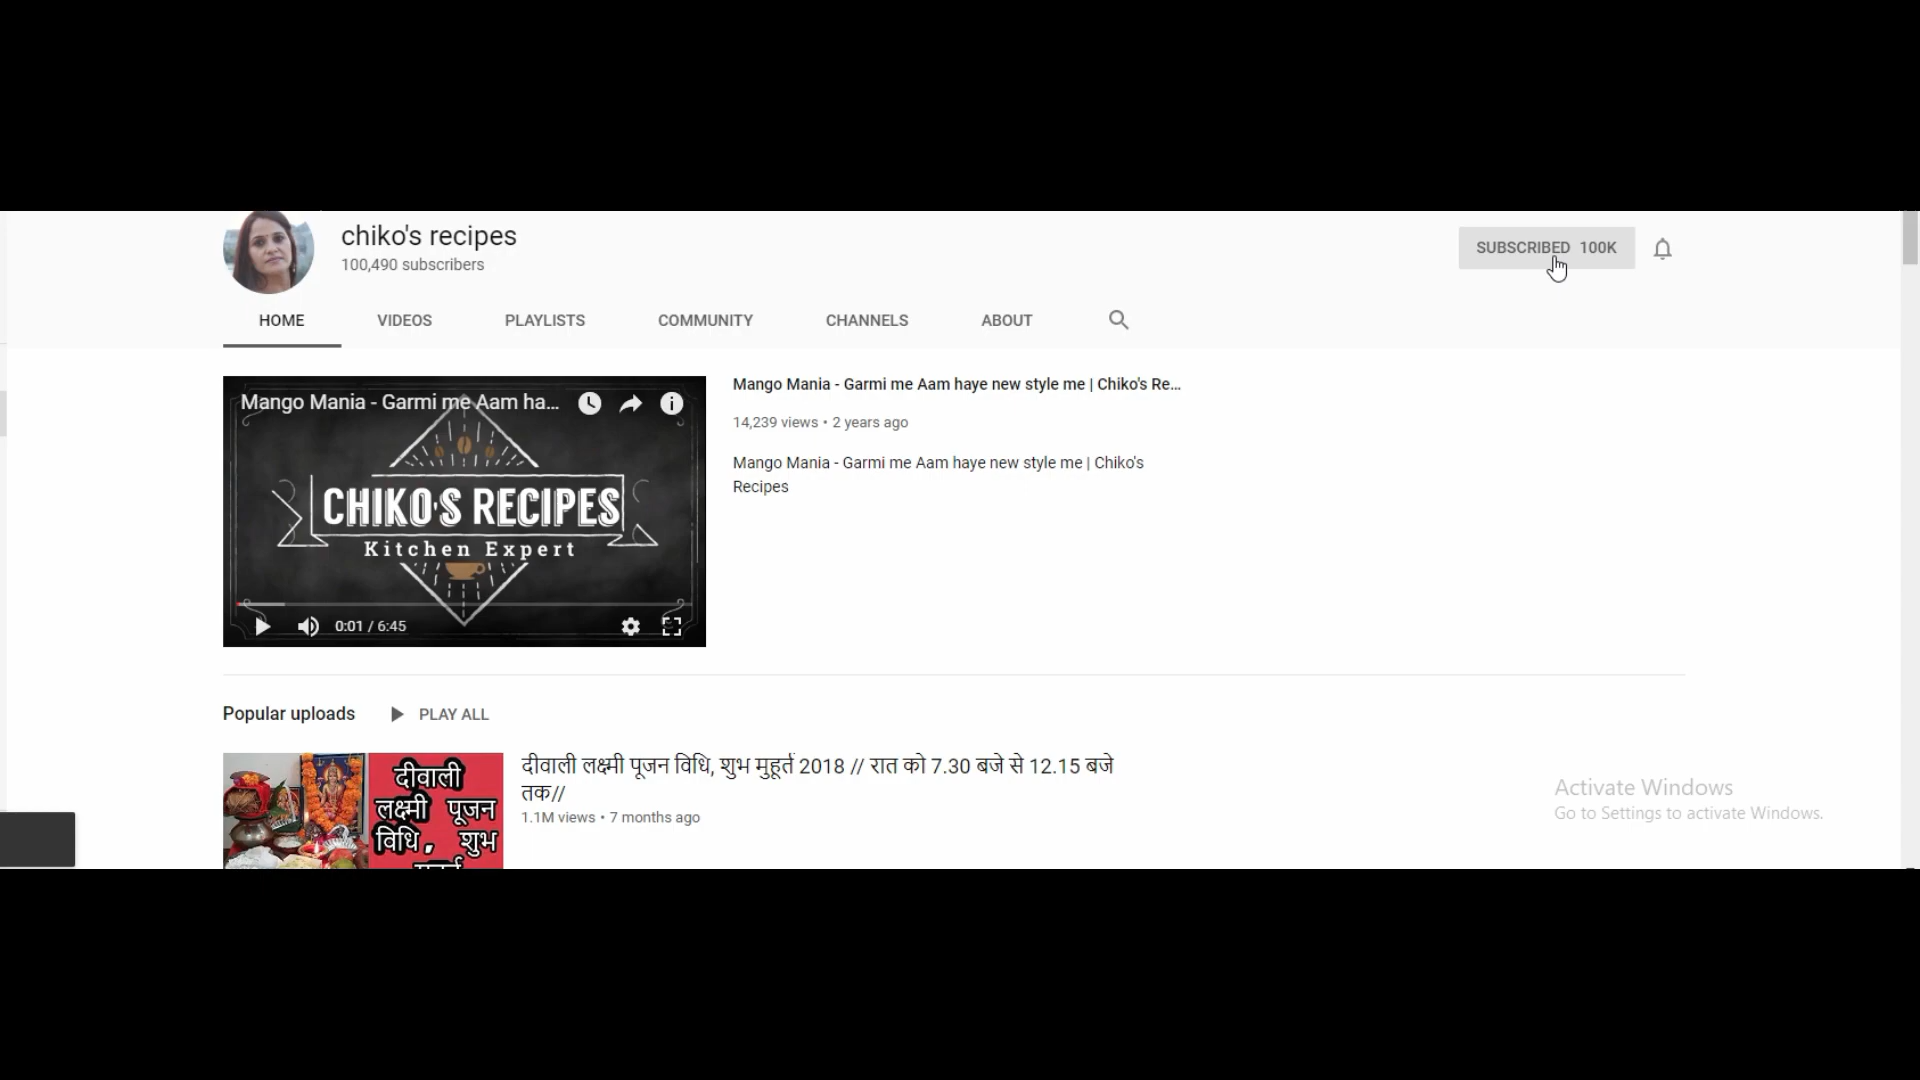 chiko's recipes
100,490 subscribers
SUBSCRIBED 100K
HOME VIDEOS PLAYLISTS COMMUNITY CHANNELS ABOUT
Mango Mania - Garmi me Aam ha...
CHIKO'S RECIPES
Kitchen Expert
0:01 / 6:45
Mango Mania - Garmi me Aam haye new style me | Chiko's Re...
14,239 views • 2 years ago
Mango Mania - Garmi me Aam haye new style me | Chiko's
Recipes
Popular uploads PLAY ALL
दीवाली
लक्ष्मी पूजन
विधि, शुभ
दीवाली लक्ष्मी पूजन विधि, शुभ मुहूर्त 2018 // रात को 7.30 बजे से 12.15 बजे
तक//
1.1M views • 7 months ago
Activate Windows
Go to Settings to activate Windows.